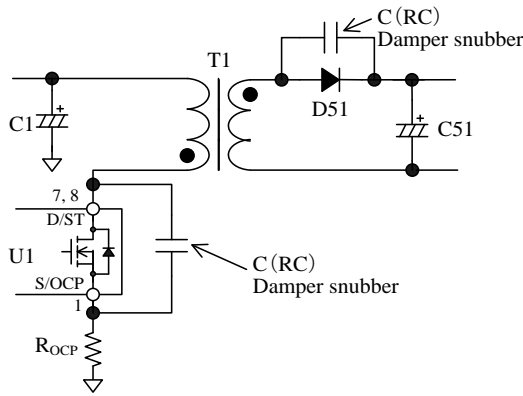 C(RC)
Damper snubber
T1
D51
C1
C51
7, 8
D/ST
U1
C(RC)
Damper snubber
S/OCP
1
ROCP